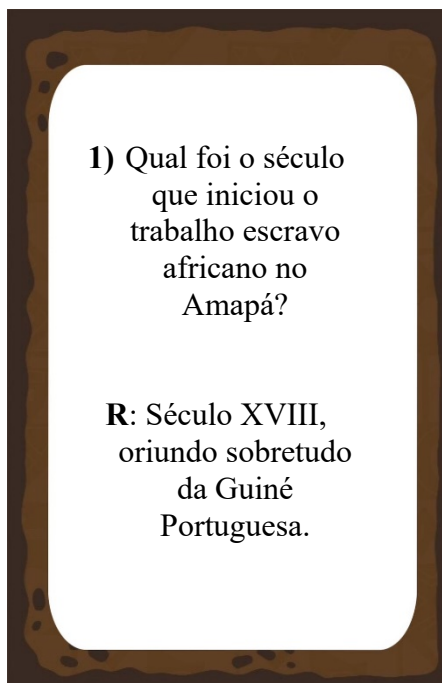 1) Qual foi o século
que iniciou o
trabalho escravo
africano no
Amapá?
R: Século XVIII,
oriundo sobretudo
da Guiné
Portuguesa.